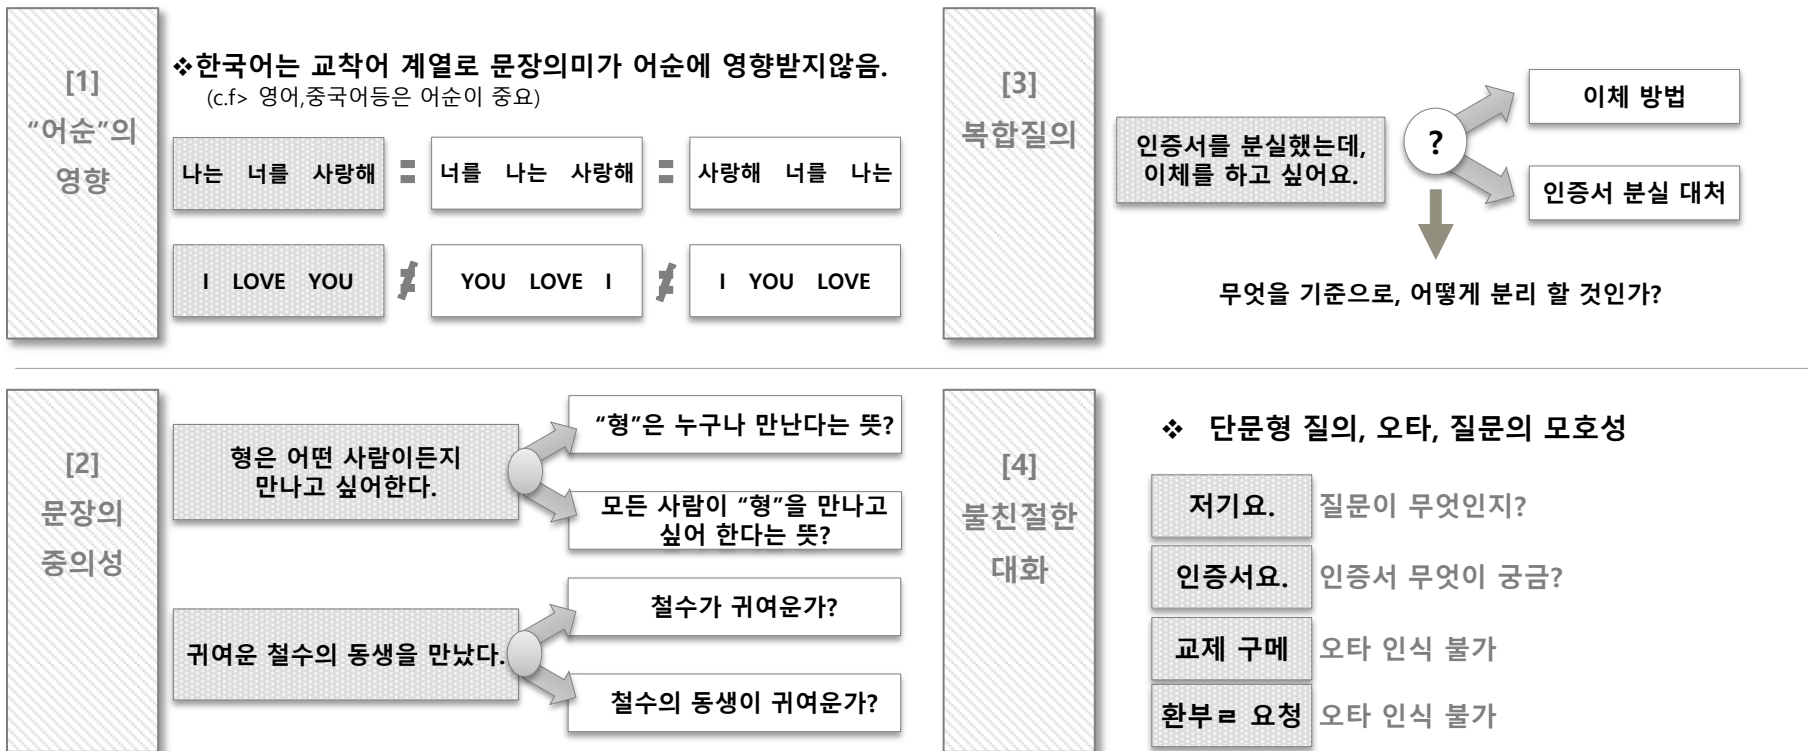 [1]
“어순”의
영향
❖한국어는 교착어 계열로 문장의미가 어순에 영향받지않음.
(c.f> 영어,중국어등은 어순이 중요)
나는 너를 사랑해 = 너를 나는 사랑해 = 사랑해 너를 나는
I LOVE YOU ≠ YOU LOVE I ≠ I YOU LOVE
[2]
문장의
중의성
형은 어떤 사람이든지
만나고 싶어한다.
“형”은 누구나 만난다는 뜻?
모든 사람이 “형”을 만나고
싶어 한다는 뜻?
귀여운 철수의 동생을 만났다.
철수가 귀여운가?
철수의 동생이 귀여운가?
[3]
복합질의
인증서를 분실했는데,
이체를 하고 싶어요.
?
이체 방법
인증서 분실 대처
무엇을 기준으로, 어떻게 분리 할 것인가?
[4]
불친절한
대화
❖ 단문형 질의, 오타, 질문의 모호성
저기요. 질문이 무엇인지?
인증서요. 인증서 무엇이 궁금?
교제 구메 오타 인식 불가
환부ㄹ 요청 오타 인식 불가